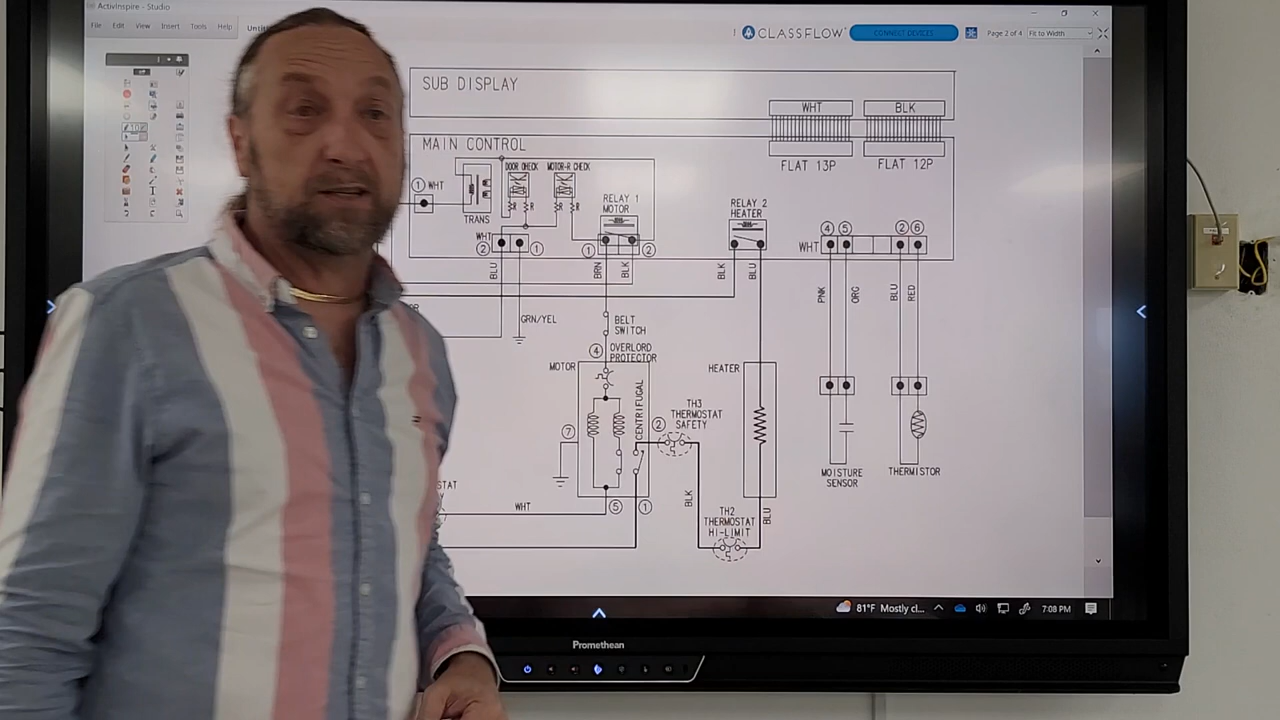 ActivInspire - Studio
File Edit View Insert Tools Help
CLASSFLOW
CONNECT DEVICES
Page 2 of 4
Fit to Width
SUB DISPLAY
WHT
BLK
FLAT 13P
FLAT 12P
MAIN CONTROL
1 WHT
TRANS
DOOR CHECK
MOTOR-R CHECK
R R R R
RELAY 1
MOTOR
RELAY 2
HEATER
WHT
2 1
1 2
WHT
4 5 2 6
BLU
BRN
BLK
BLK
BLU
PNK
ORG
BLU
RED
GRN/YEL
BELT
SWITCH
4 OVERLORD
PROTECTOR
MOTOR
CENTRIFUGAL
HEATER
TH3
THERMOSTAT
SAFETY
2
7
MOISTURE
SENSOR
THERMISTOR
STAT
WHT
5 1
BLK
TH2
THERMOSTAT
HI-LIMIT
BLU
81°F Mostly cl...
7:08 PM
Promethean